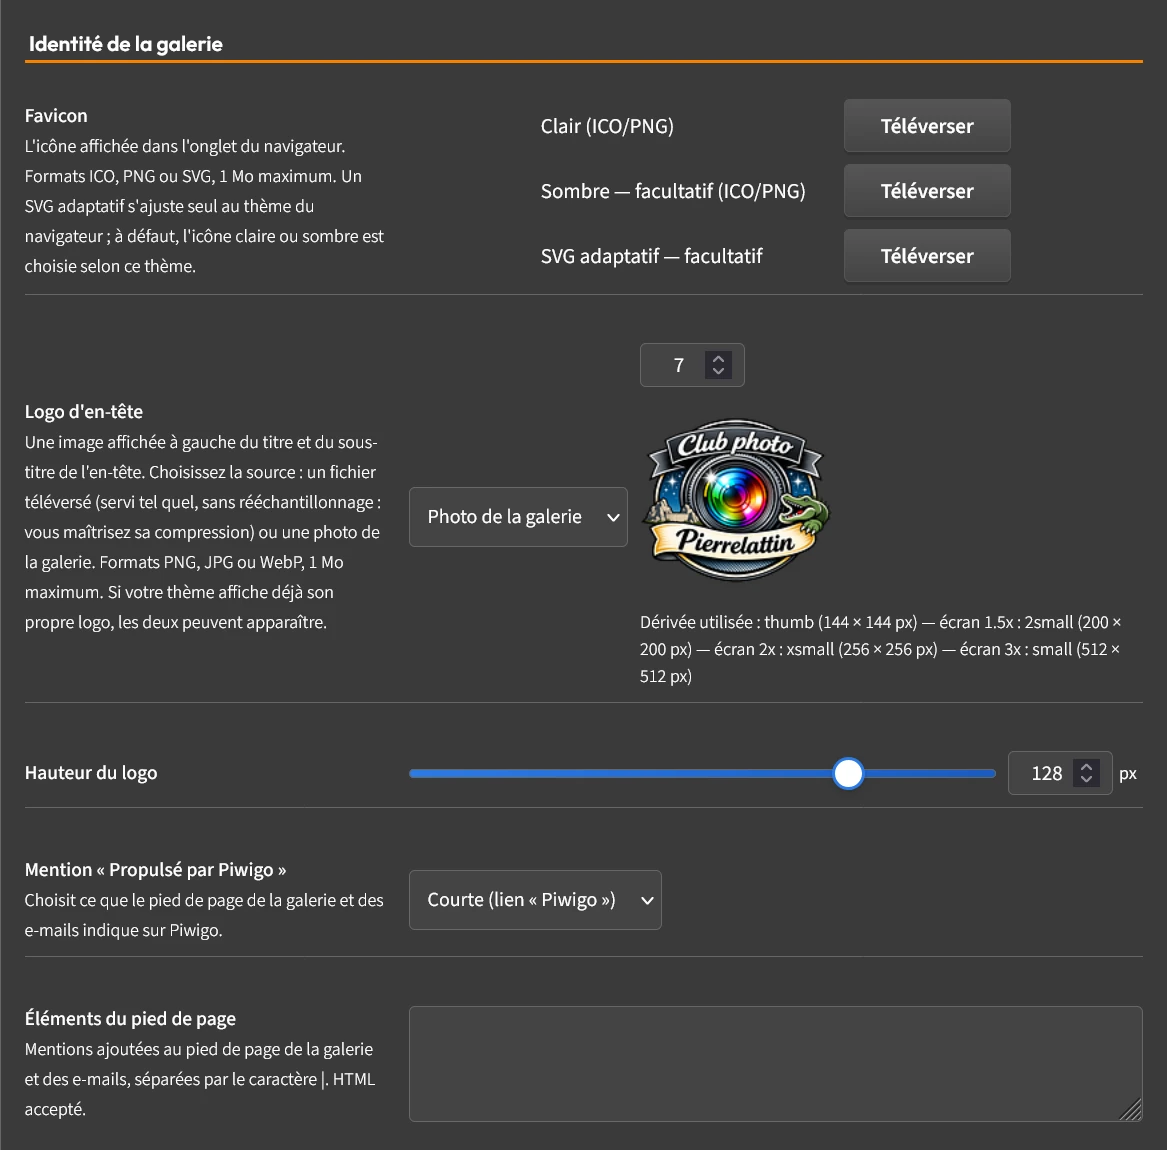 Identité de la galerie
Favicon
L'icône affichée dans l'onglet du navigateur.
Formats ICO, PNG ou SVG, 1 Mo maximum. Un
SVG adaptatif s'ajuste seul au thème du
navigateur ; à défaut, l'icône claire ou sombre est
choisie selon ce thème.
Clair (ICO/PNG)
Téléverser
Sombre — facultatif (ICO/PNG)
Téléverser
SVG adaptatif — facultatif
Téléverser
Logo d'en-tête
Une image affichée à gauche du titre et du sous-
titre de l'en-tête. Choisissez la source : un fichier
téléversé (servi tel quel, sans rééchantillonnage :
vous maîtrisez sa compression) ou une photo de
la galerie. Formats PNG, JPG ou WebP, 1 Mo
maximum. Si votre thème affiche déjà son
propre logo, les deux peuvent apparaître.
Photo de la galerie
7
Club photo
Pierrelattin
Dérivée utilisée : thumb (144 × 144 px) — écran 1.5x : 2small (200 ×
200 px) — écran 2x : xsmall (256 × 256 px) — écran 3x : small (512 ×
512 px)
Hauteur du logo
128
px
Mention « Propulsé par Piwigo »
Choisit ce que le pied de page de la galerie et des
e-mails indique sur Piwigo.
Courte (lien « Piwigo »)
Éléments du pied de page
Mentions ajoutées au pied de page de la galerie
et des e-mails, séparées par le caractère |. HTML
accepté.